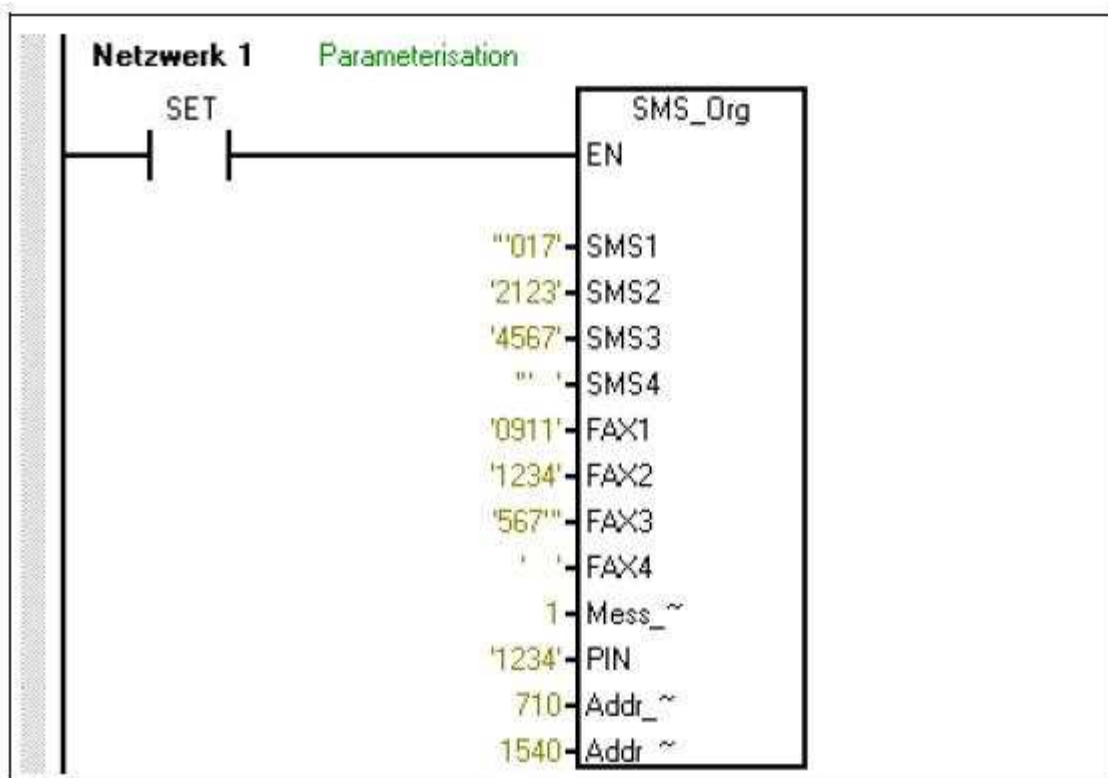 Netzwerk 1 Parameterisation
SET SMS_Org
EN
"'017' SMS1
'2123' SMS2
'4567' SMS3
"' ' SMS4
'0911' FAX1
'1234' FAX2
'567'" FAX3
' ' FAX4
1 Mess_~
'1234' PIN
710 Addr_~
1540 Addr_~